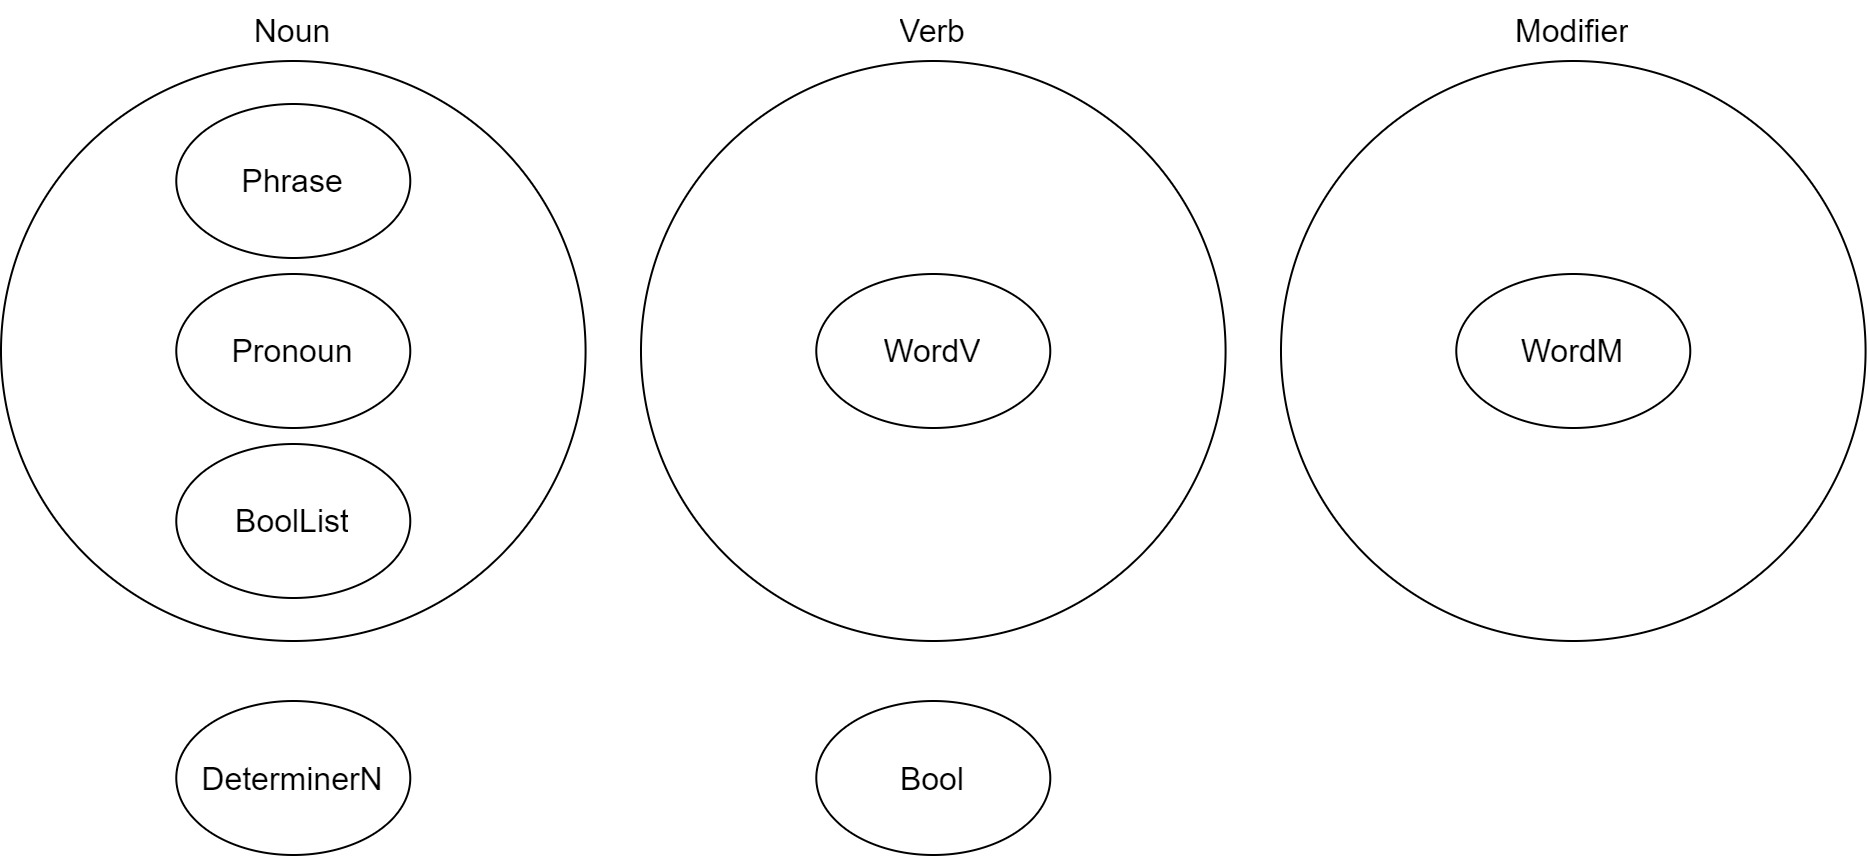 Noun
Verb
Modifier
Phrase
Pronoun
WordV
WordM
BoolList
DeterminerN
Bool